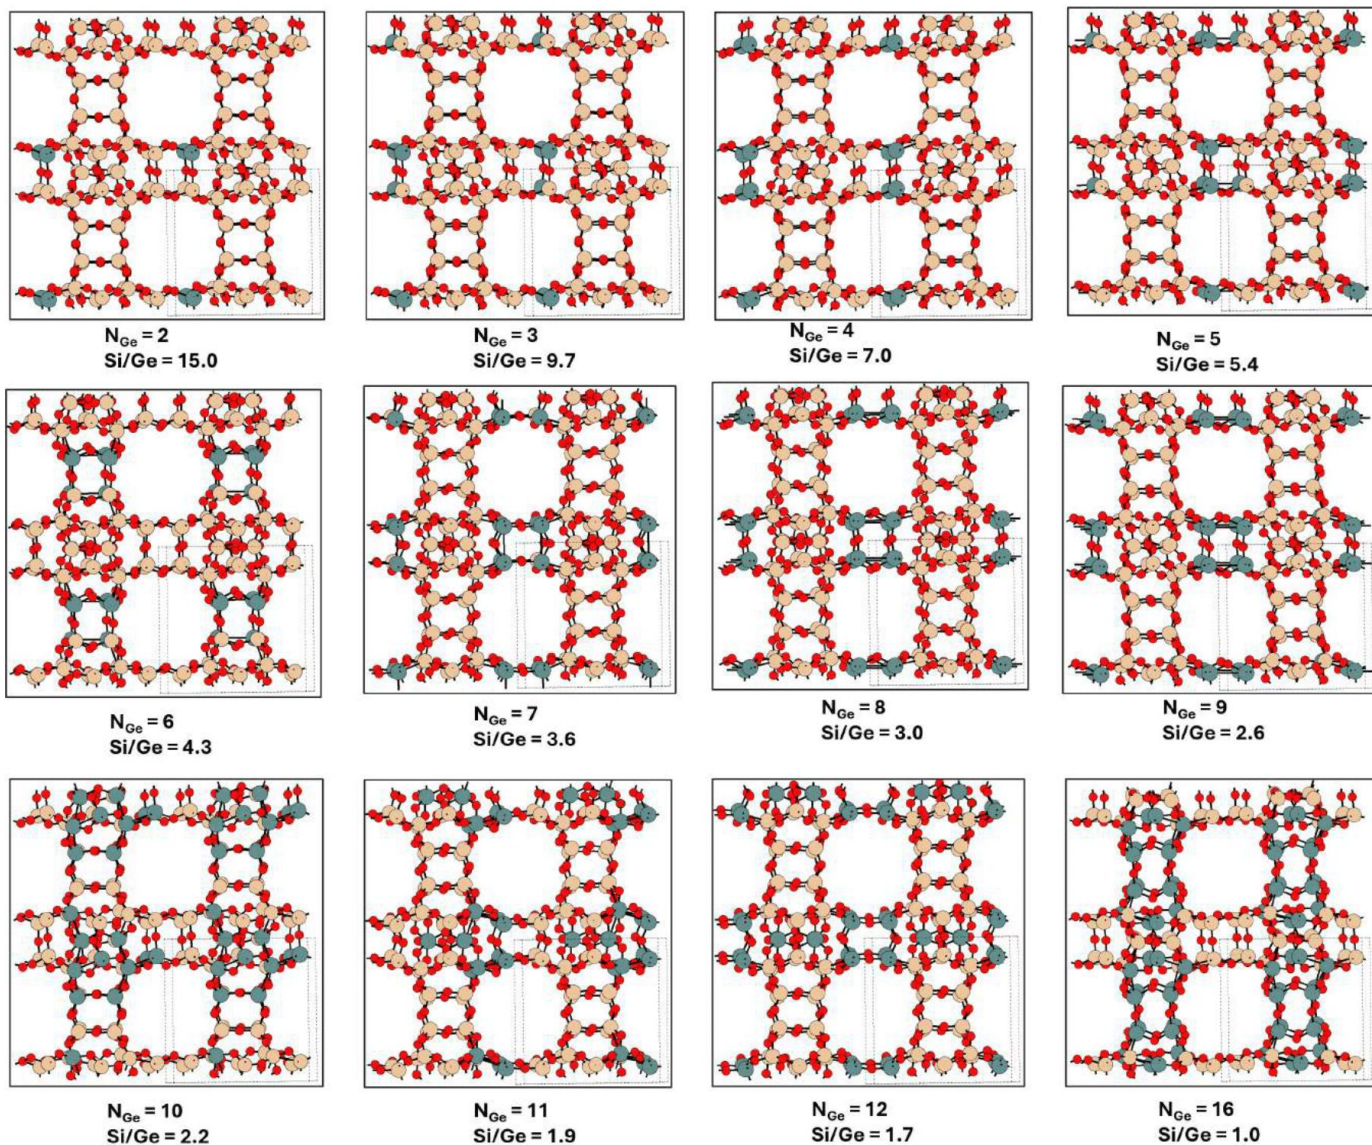 N_Ge = 2
Si/Ge = 15.0
N_Ge = 3
Si/Ge = 9.7
N_Ge = 4
Si/Ge = 7.0
N_Ge = 5
Si/Ge = 5.4
N_Ge = 6
Si/Ge = 4.3
N_Ge = 7
Si/Ge = 3.6
N_Ge = 8
Si/Ge = 3.0
N_Ge = 9
Si/Ge = 2.6
N_Ge = 10
Si/Ge = 2.2
N_Ge = 11
Si/Ge = 1.9
N_Ge = 12
Si/Ge = 1.7
N_Ge = 16
Si/Ge = 1.0